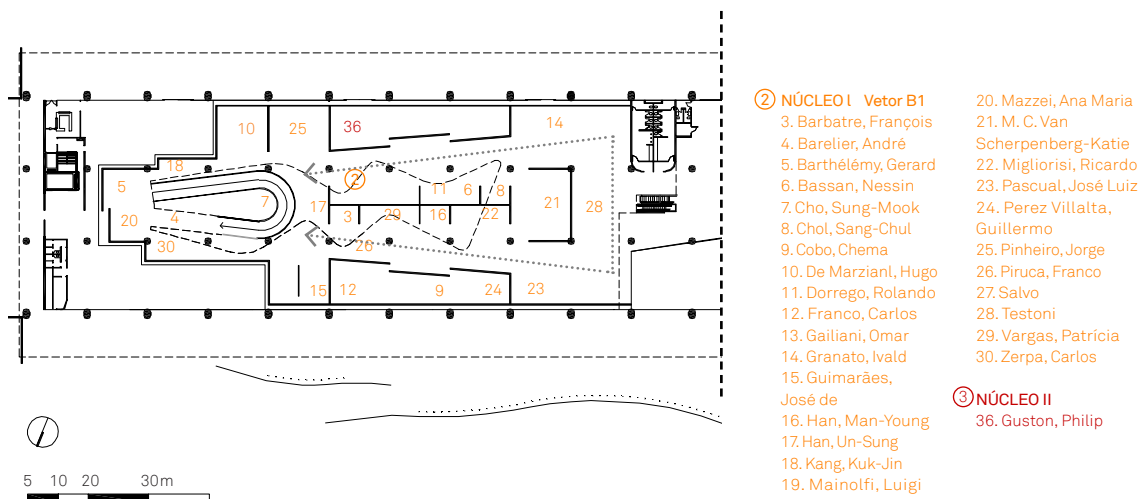 10
25
36
14
18
5
20
4
30
7
17
2
3
29
16
11
6
8
22
21
28
26
15
12
9
24
23
5 10 20 30m
② NÚCLEO I Vetor B1
3. Barbatre, François
4. Barelier, André
5. Barthélémy, Gerard
6. Bassan, Nessin
7. Cho, Sung-Mook
8. Chol, Sang-Chul
9. Cobo, Chema
10. De Marzianl, Hugo
11. Dorrego, Rolando
12. Franco, Carlos
13. Gailiani, Omar
14. Granato, Ivald
15. Guimarães,
José de
16. Han, Man-Young
17. Han, Un-Sung
18. Kang, Kuk-Jin
19. Mainolfi, Luigi
20. Mazzei, Ana Maria
21. M. C. Van
Scherpenberg-Katie
22. Migliorisi, Ricardo
23. Pascual, José Luiz
24. Perez Villalta,
Guillermo
25. Pinheiro, Jorge
26. Piruca, Franco
27. Salvo
28. Testoni
29. Vargas, Patrícia
30. Zerpa, Carlos
③ NÚCLEO II
36. Guston, Philip